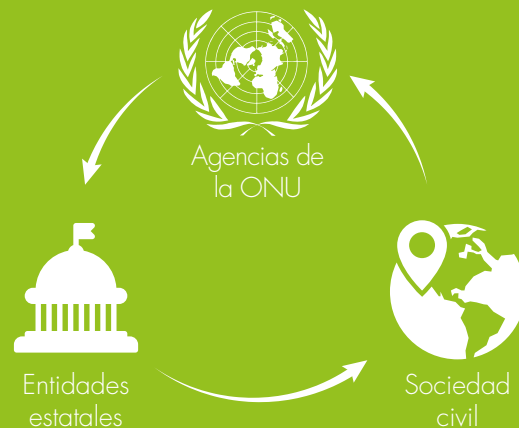 Agencias de
la ONU
Entidades
estatales
Sociedad
civil